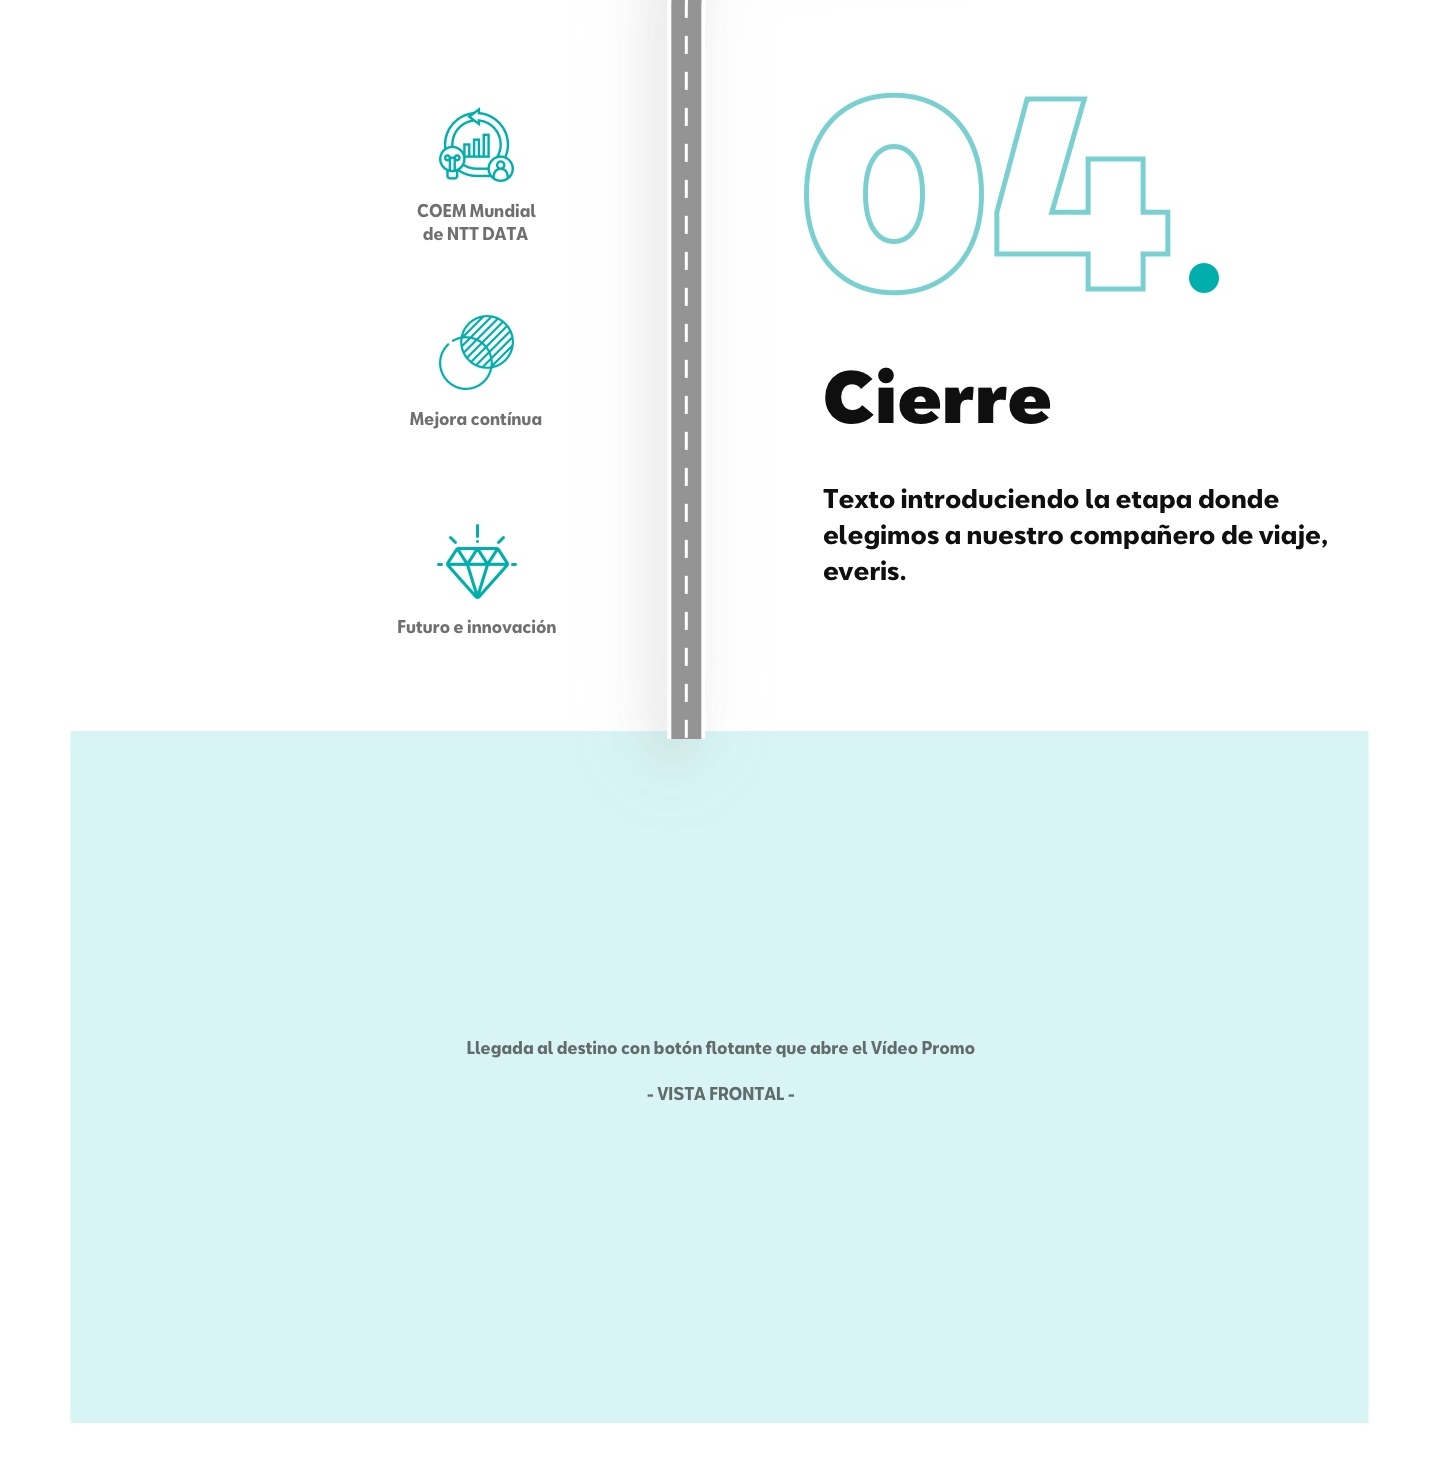 COEM Mundial
de NTT DATA
Mejora contínua
Futuro e innovación
04.
Cierre
Texto introduciendo la etapa donde
elegimos a nuestro compañero de viaje,
everis.
Llegada al destino con botón flotante que abre el Vídeo Promo
- VISTA FRONTAL -